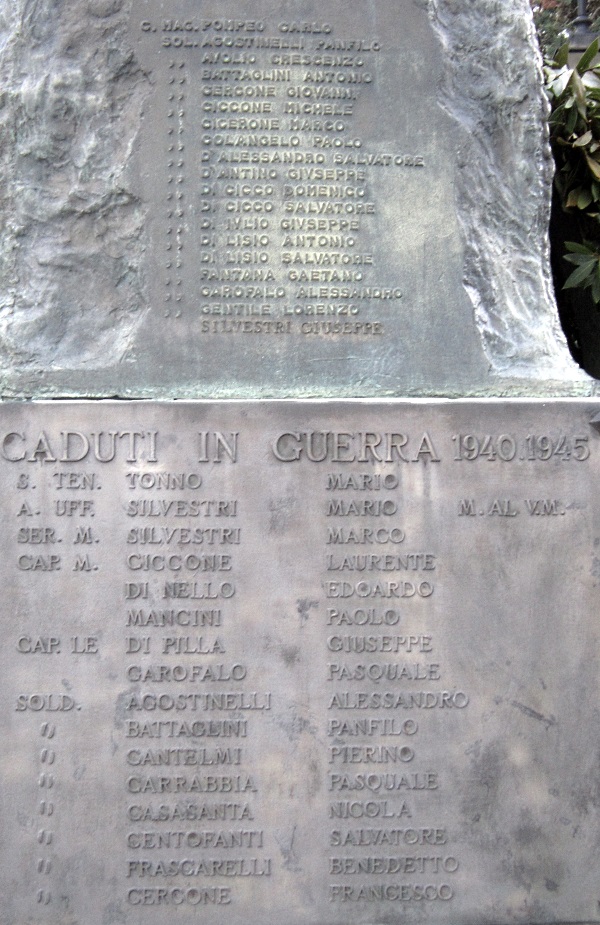 C. MAG. POMPEO CARLO
SOL. AGOSTINELLI PANFILO
,, AVOLIO CRESCENZO
,, BATTAGLINI ANTONIO
,, CERCONE GIOVANNI
,, CICCONE MICHELE
,, CICERONE MARCO
,, COLANGELO PAOLO
,, D'ALESSANDRO SALVATORE
,, D'ANTINO GIVSEPPE
,, DI CICCO DOMENICO
,, DI CICCO SALVATORE
,, DI IVLIO GIVSEPPE
,, DI LISIO ANTONIO
,, DI LISIO SALVATORE
,, FANTANA GAETANO
,, GAROFALO ALESSANDRO
,, GENTILE LORENZO
SILVESTRI GIUSEPPE
CADUTI IN GUERRA 1940.1945
S. TEN. TONNO MARIO
A. UFF. SILVESTRI MARIO M. AL V.M.
SER. M. SILVESTRI MARCO
CAP. M. CICCONE LAURENTE
DI NELLO EDOARDO
MANCINI PAOLO
CAP. LE DI PILLA GIUSEPPE
GAROFALO PASQUALE
SOLD. AGOSTINELLI ALESSANDRO
" BATTAGLINI PANFILO
" CANTELMI PIERINO
" CARRABBIA PASQUALE
" CASASANTA NICOLA
" CENTOFANTI SALVATORE
" FRASCARELLI BENEDETTO
" CERCONE FRANCESCO